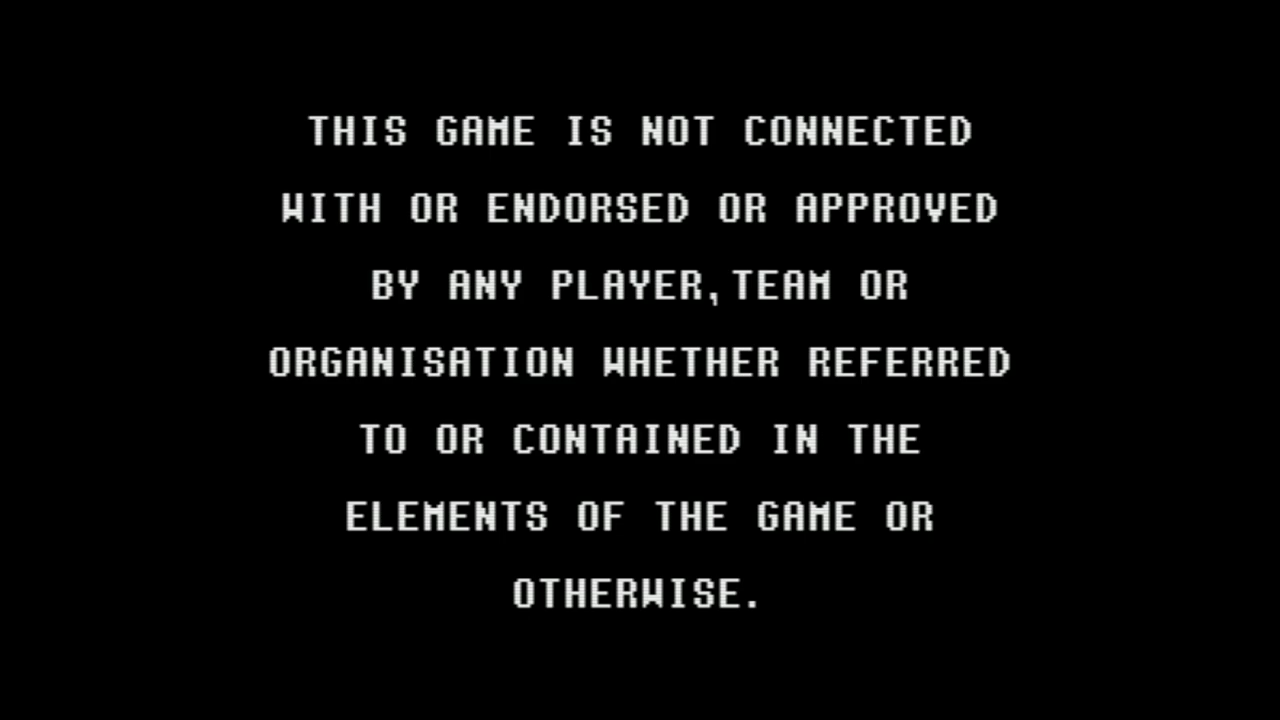 THIS GAME IS NOT CONNECTED
WITH OR ENDORSED OR APPROVED
BY ANY PLAYER,TEAM OR
ORGANISATION WHETHER REFERRED
TO OR CONTAINED IN THE
ELEMENTS OF THE GAME OR
OTHERWISE.